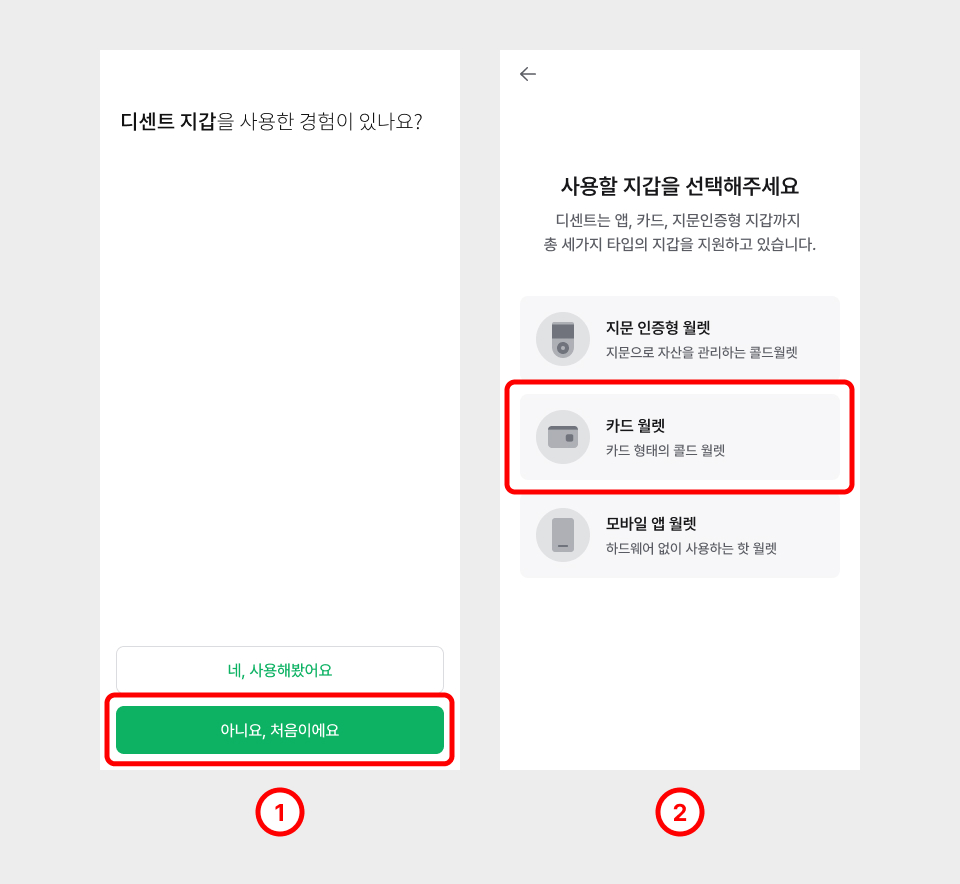 디센트 지갑을 사용한 경험이 있나요?
네, 사용해봤어요
아니요, 처음이에요
1
사용할 지갑을 선택해주세요
디센트는 앱, 카드, 지문인증형 지갑까지
총 세가지 타입의 지갑을 지원하고 있습니다.
지문 인증형 월렛
지문으로 자산을 관리하는 콜드월렛
카드 월렛
카드 형태의 콜드 월렛
모바일 앱 월렛
하드웨어 없이 사용하는 핫 월렛
2